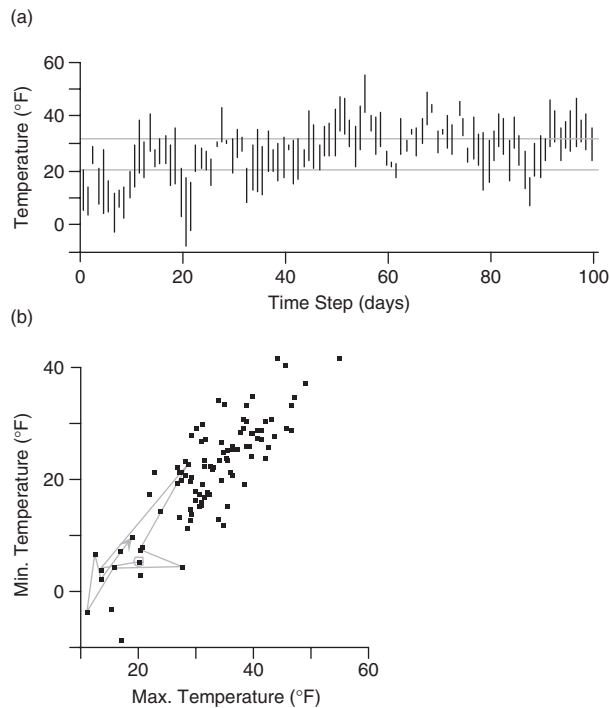 (a)
60
40
20
0
Temperature (°F)
0 20 40 60 80 100
Time Step (days)
(b)
40
20
0
Min. Temperature (°F)
20 40 60
Max. Temperature (°F)